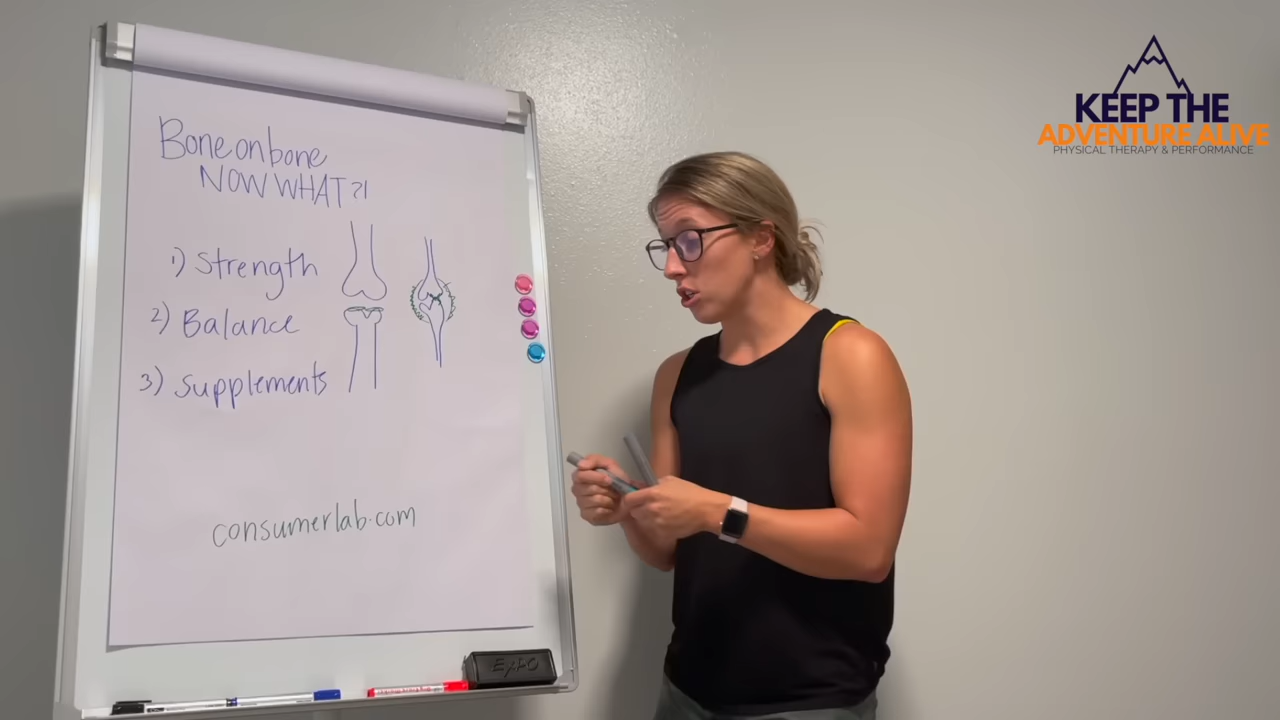 Bone on bone
NOW WHAT?!
1) Strength
2) Balance
3) Supplements
consumerlab.com
EXPO
KEEP THE
ADVENTURE ALIVE
PHYSICAL THERAPY & PERFORMANCE